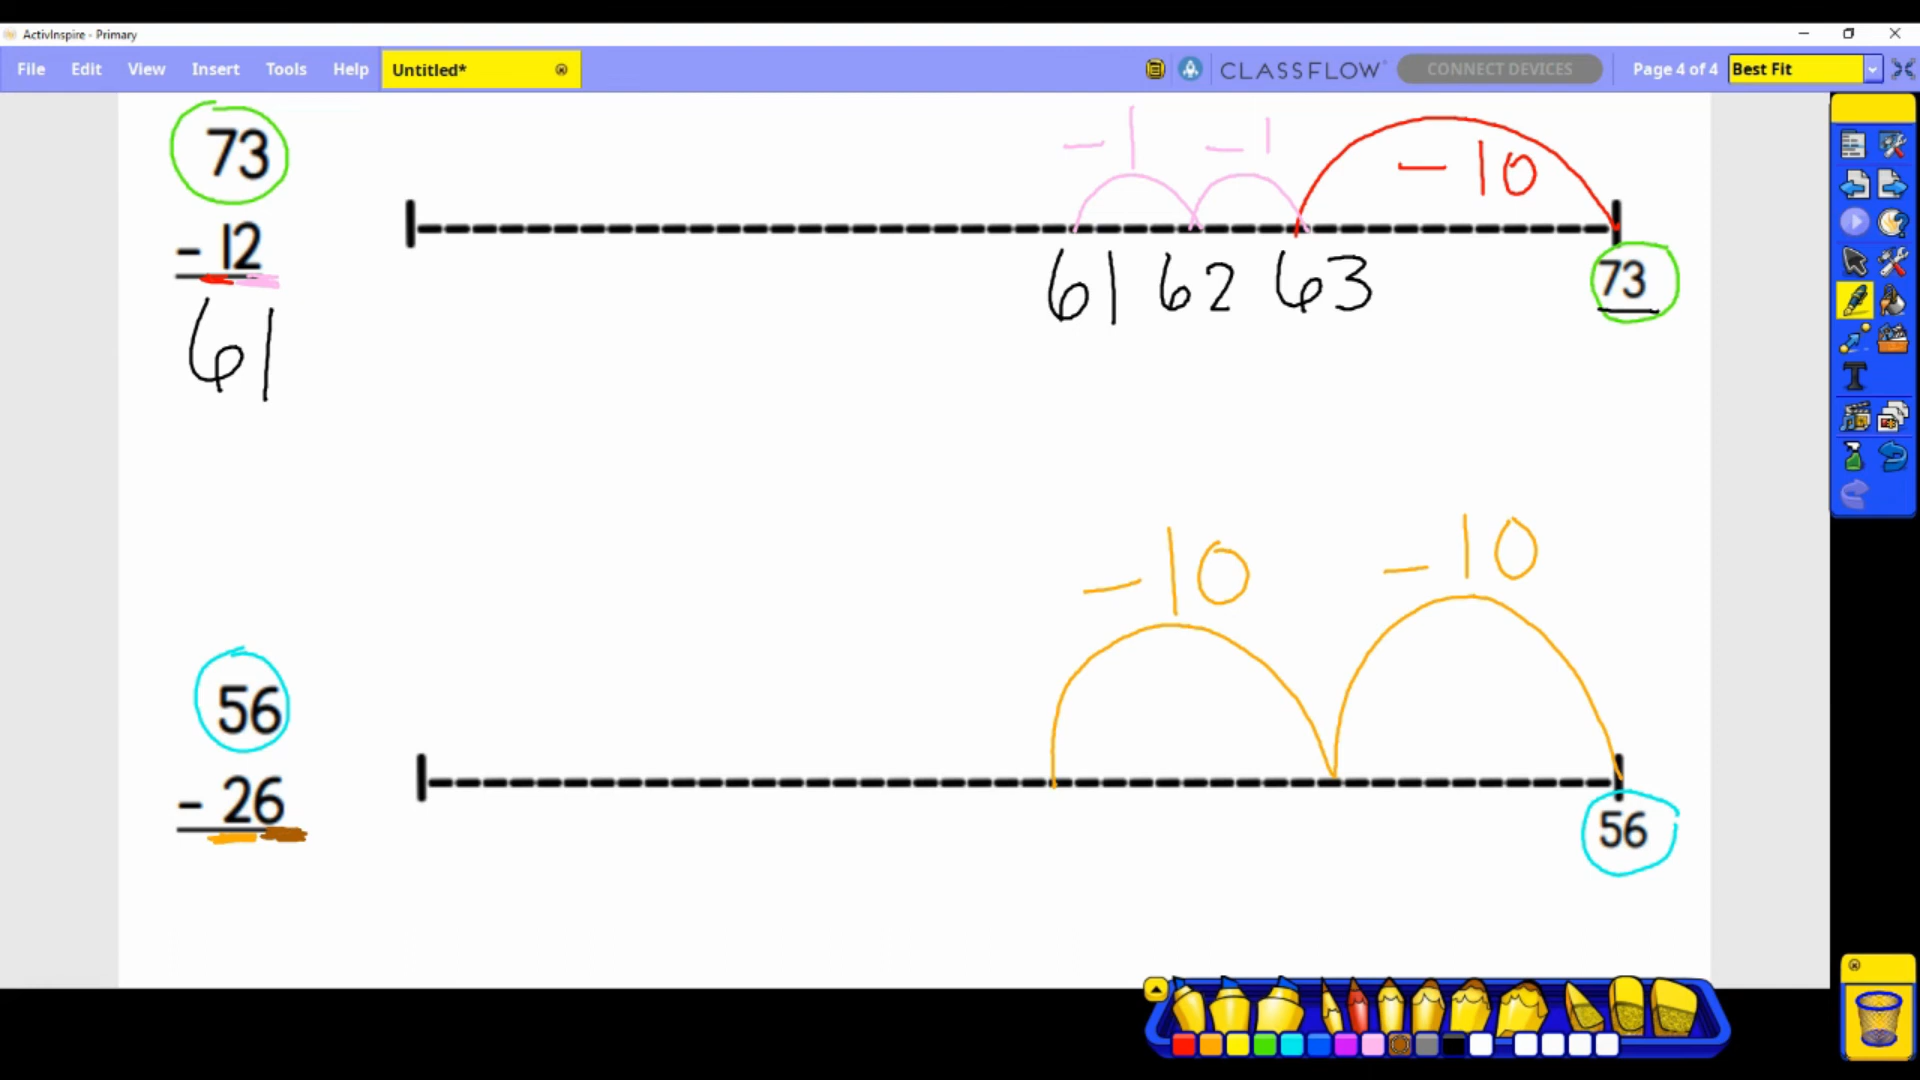 ActivInspire - Primary
File Edit View Insert Tools Help Untitled* CLASSFLOW CONNECT DEVICES Page 4 of 4 Best Fit
73
- 12
61
-1 -1 -10
61 62 63 73
-10 -10
56
- 26
56
T